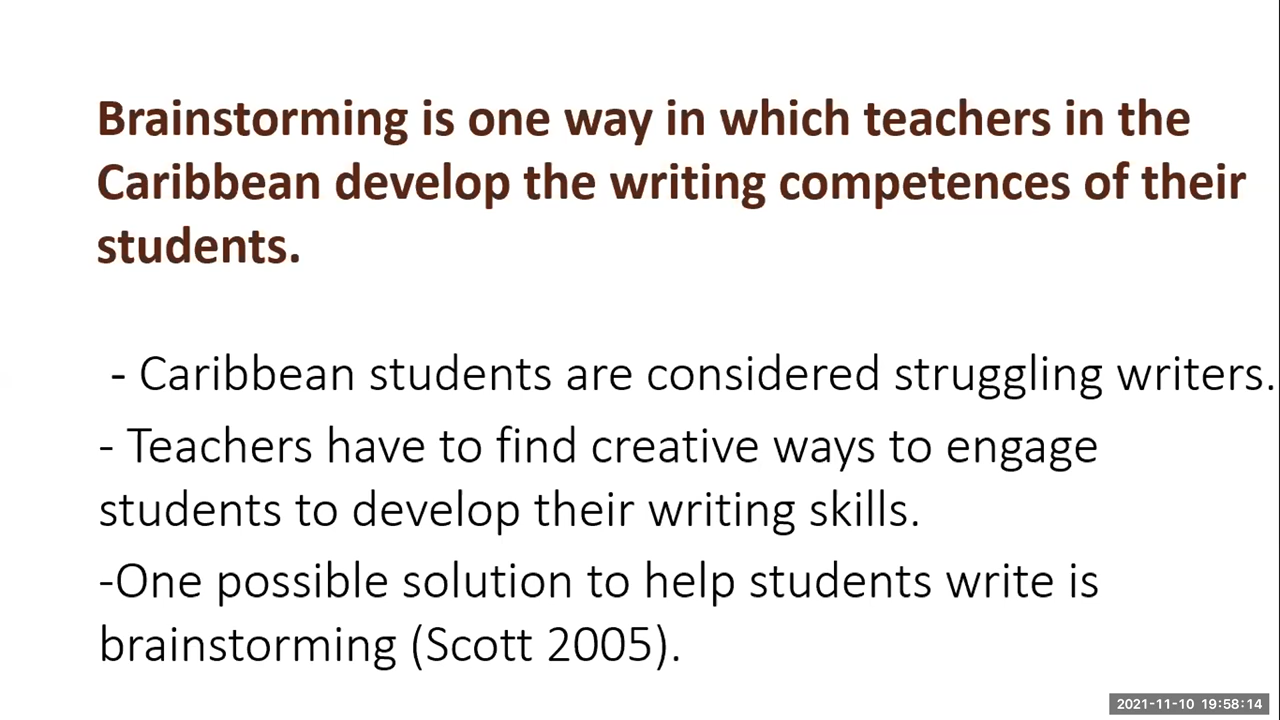 Brainstorming is one way in which teachers in the
Caribbean develop the writing competences of their
students.
- Caribbean students are considered struggling writers.
- Teachers have to find creative ways to engage
students to develop their writing skills.
-One possible solution to help students write is
brainstorming (Scott 2005).
2021-11-10 19:58:14